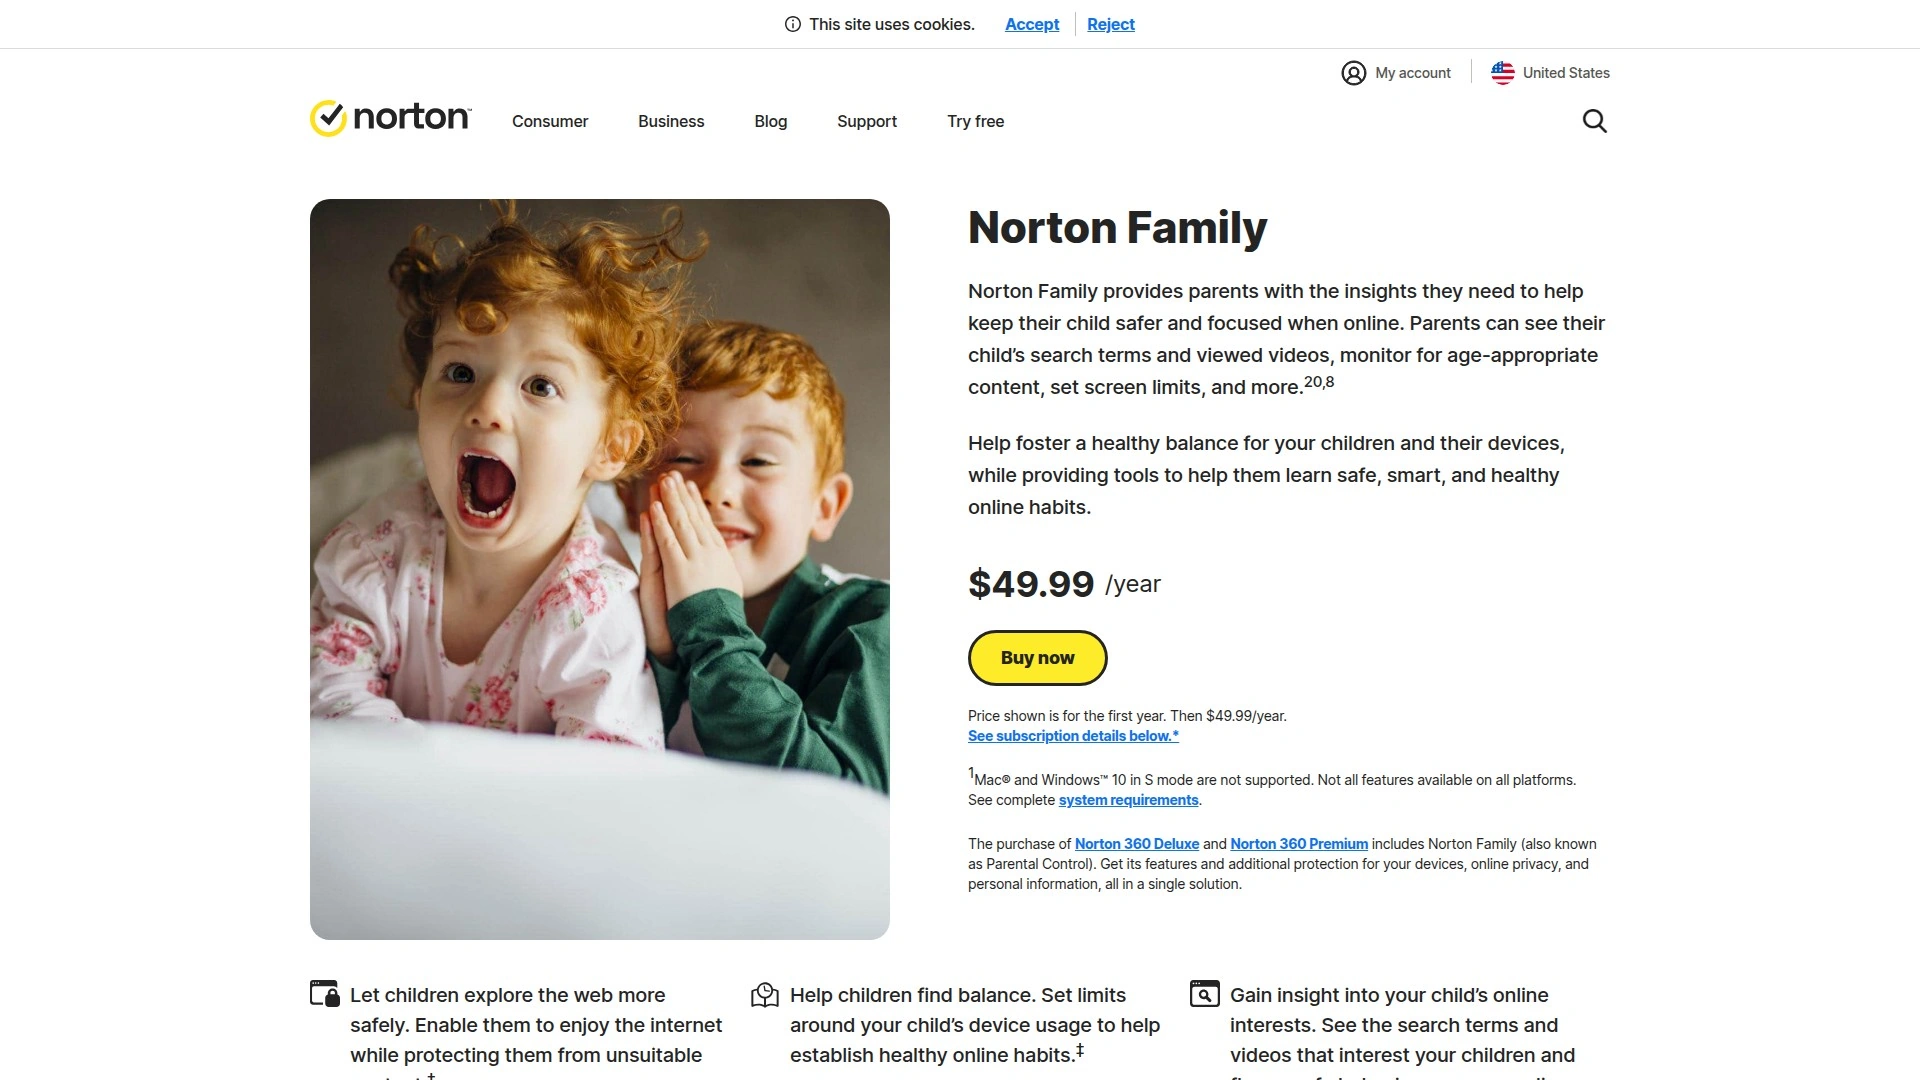 This site uses cookies. Accept Reject
My account United States
norton™ Consumer Business Blog Support Try free
Norton Family
Norton Family provides parents with the insights they need to help
keep their child safer and focused when online. Parents can see their
child’s search terms and viewed videos, monitor for age-appropriate
content, set screen limits, and more.20,8
Help foster a healthy balance for your children and their devices,
while providing tools to help them learn safe, smart, and healthy
online habits.
$49.99 /year
Buy now
Price shown is for the first year. Then $49.99/year.
See subscription details below.*
1Mac® and Windows™ 10 in S mode are not supported. Not all features available on all platforms.
See complete system requirements.
The purchase of Norton 360 Deluxe and Norton 360 Premium includes Norton Family (also known
as Parental Control). Get its features and additional protection for your devices, online privacy, and
personal information, all in a single solution.
Let children explore the web more
safely. Enable them to enjoy the internet
while protecting them from unsuitable
Help children find balance. Set limits
around your child’s device usage to help
establish healthy online habits.‡
Gain insight into your child’s online
interests. See the search terms and
videos that interest your children and